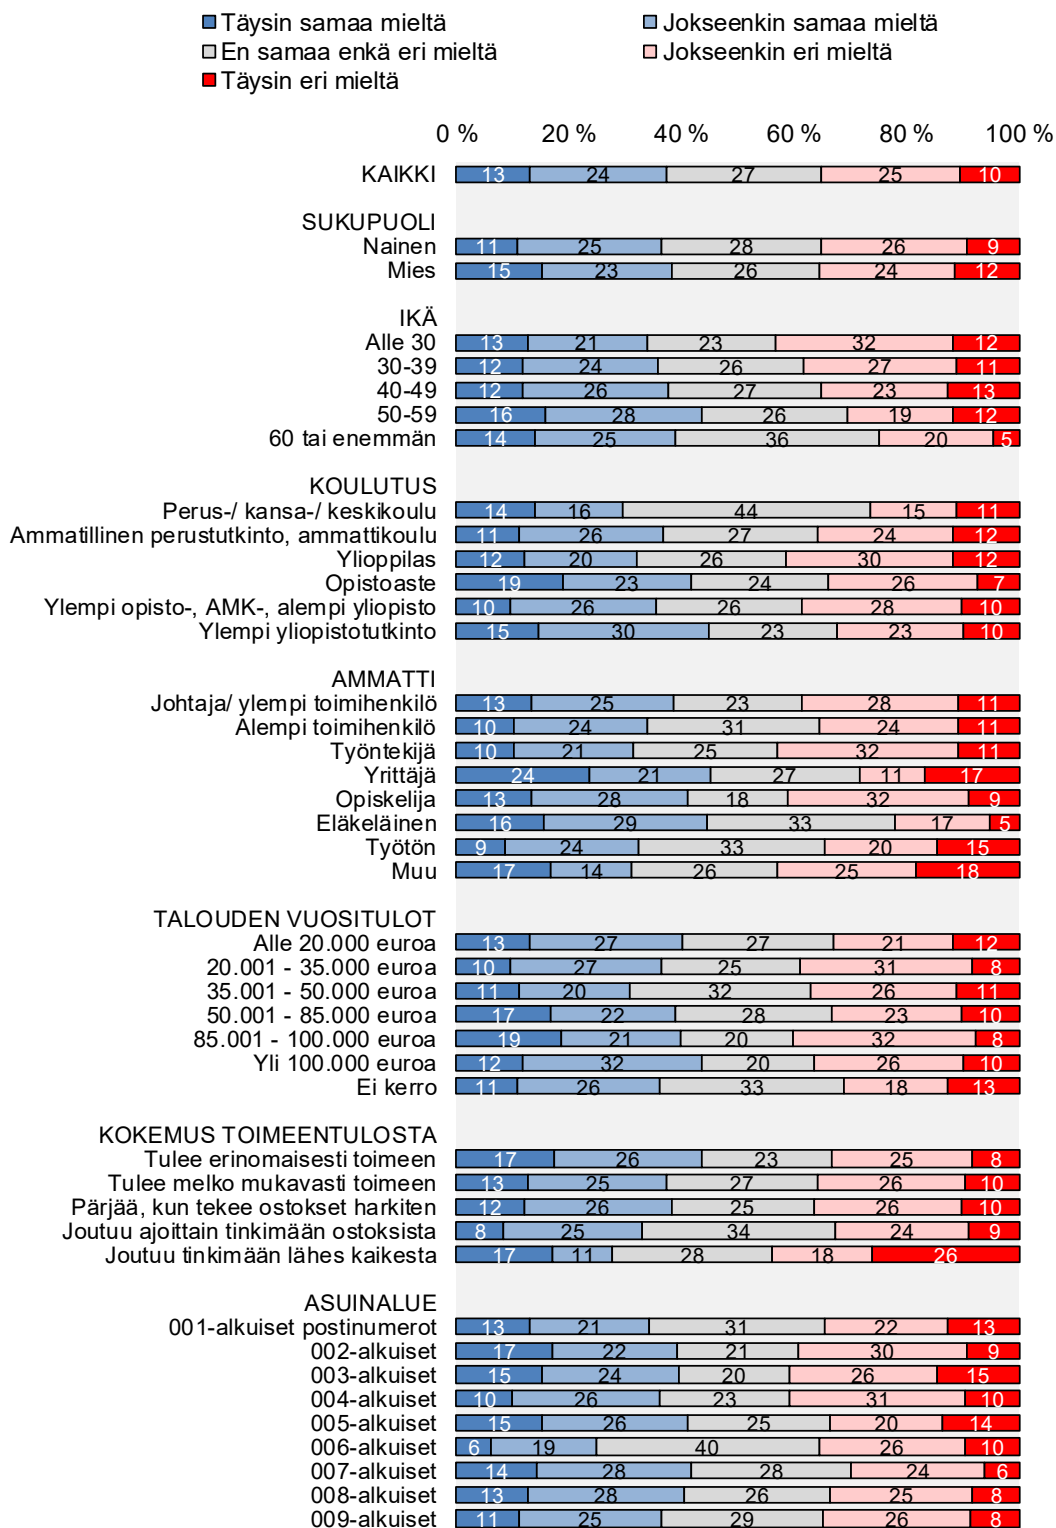 Täysin samaa mieltä Jokseenkin samaa mieltä
En samaa enkä eri mieltä Jokseenkin eri mieltä
Täysin eri mieltä
0 % 20 % 40 % 60 % 80 % 100 %
KAIKKI 13 24 27 25 10
SUKUPUOLI
Nainen 11 25 28 26 9
Mies 15 23 26 24 12
IKÄ
Alle 30 13 21 23 32 12
30-39 12 24 26 27 11
40-49 12 26 27 23 13
50-59 16 28 26 19 12
60 tai enemmän 14 25 36 20 5
KOULUTUS
Perus-/ kansa-/ keskikoulu 14 16 44 15 11
Ammatillinen perustutkinto, ammattikoulu 11 26 27 24 12
Ylioppilas 12 20 26 30 12
Opistoaste 19 23 24 26 7
Ylempi opisto-, AMK-, alempi yliopisto 10 26 26 28 10
Ylempi yliopistotutkinto 15 30 23 23 10
AMMATTI
Johtaja/ ylempi toimihenkilö 13 25 23 28 11
Alempi toimihenkilö 10 24 31 24 11
Työntekijä 10 21 25 32 11
Yrittäjä 24 21 27 11 17
Opiskelija 13 28 18 32 9
Eläkeläinen 16 29 33 17 5
Työtön 9 24 33 20 15
Muu 17 14 26 25 18
TALOUDEN VUOSITULOT
Alle 20.000 euroa 13 27 27 21 12
20.001 - 35.000 euroa 10 27 25 31 8
35.001 - 50.000 euroa 11 20 32 26 11
50.001 - 85.000 euroa 17 22 28 23 10
85.001 - 100.000 euroa 19 21 20 32 8
Yli 100.000 euroa 12 32 20 26 10
Ei kerro 11 26 33 18 13
KOKEMUS TOIMEENTULOSTA
Tulee erinomaisesti toimeen 17 26 23 25 8
Tulee melko mukavasti toimeen 13 25 27 26 10
Pärjää, kun tekee ostokset harkiten 12 26 25 26 10
Joutuu ajoittain tinkimään ostoksista 8 25 34 24 9
Joutuu tinkimään lähes kaikesta 17 11 28 18 26
ASUINALUE
001-alkuiset postinumerot 13 21 31 22 13
002-alkuiset 17 22 21 30 9
003-alkuiset 15 24 20 26 15
004-alkuiset 10 26 23 31 10
005-alkuiset 15 26 25 20 14
006-alkuiset 6 19 40 26 10
007-alkuiset 14 28 28 24 6
008-alkuiset 13 28 26 25 8
009-alkuiset 11 25 29 26 8